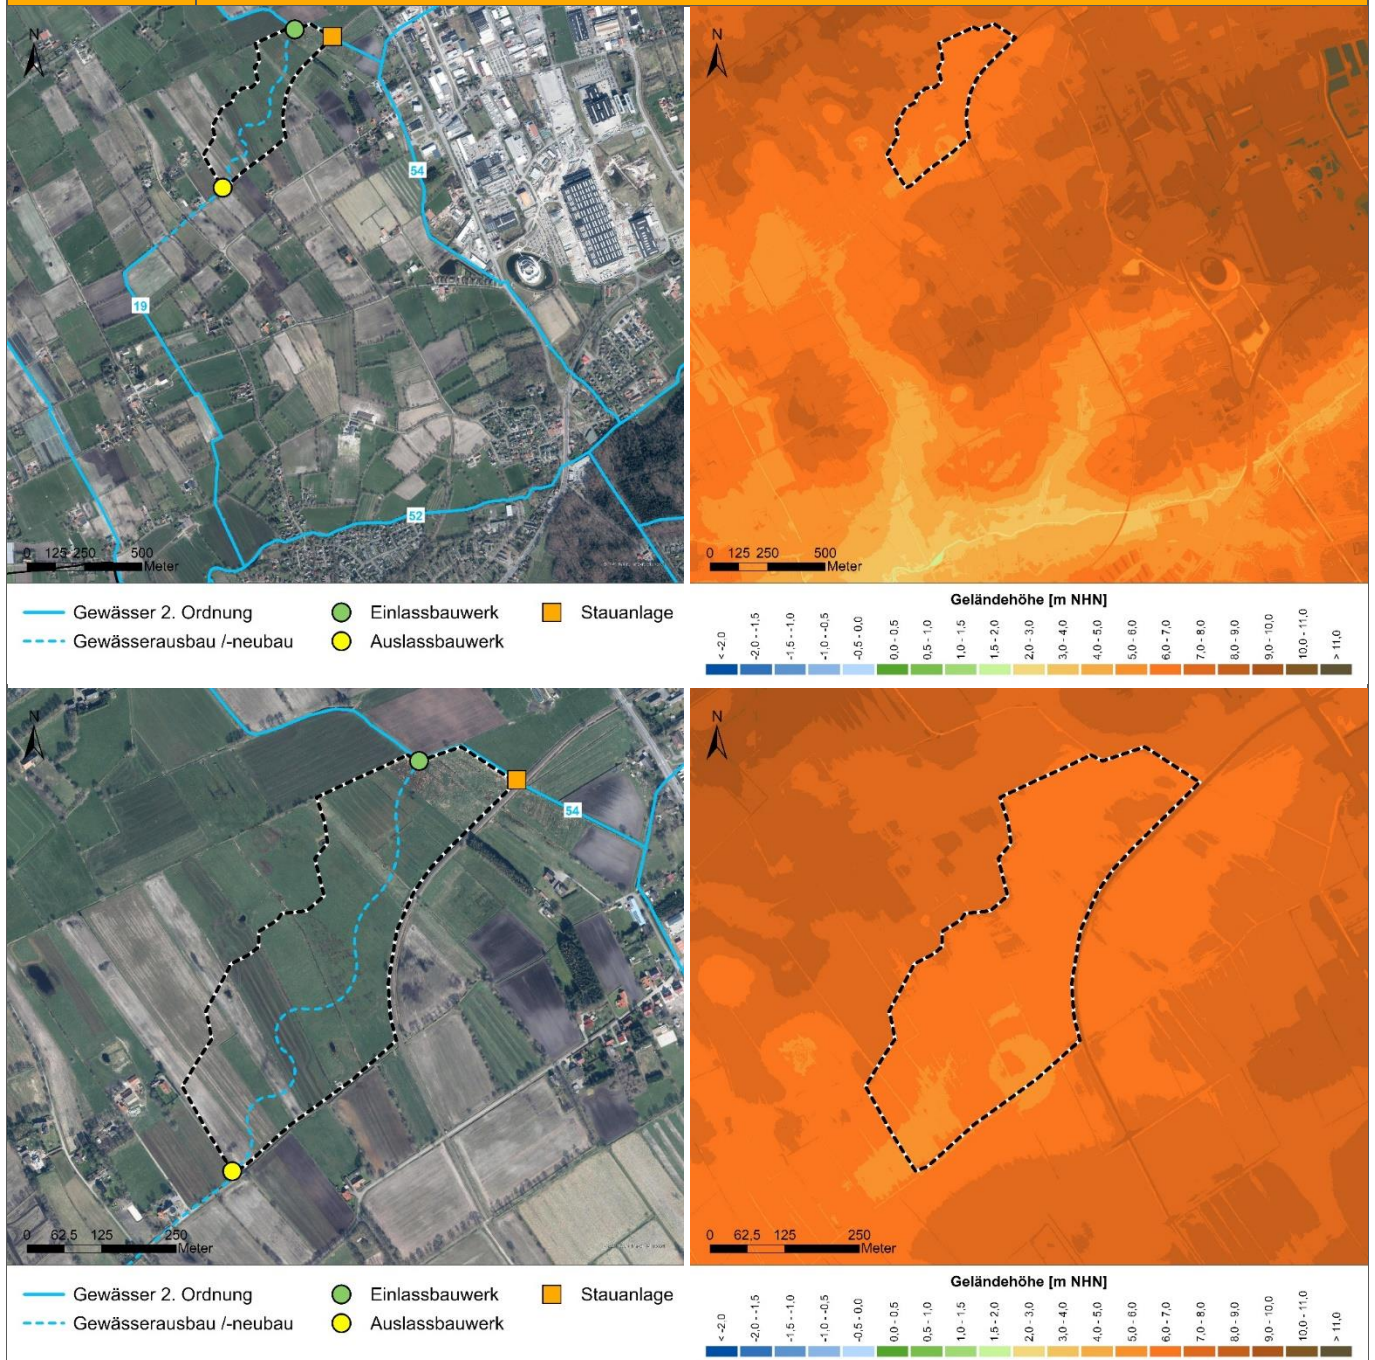 N
54
19
52
0 125 250 500
Meter
Gewässer 2. Ordnung
Einlassbauwerk
Stauanlage
Gewässerausbau /-neubau
Auslassbauwerk
N
0 125 250 500
Meter
Geländehöhe [m NHN]
< -2.0
-2,0 - -1,5
-1,5 - -1,0
-1,0 - -0,5
-0,5 - 0,0
0,0 - 0,5
0,5 - 1,0
1,0 - 1,5
1,5 - 2,0
2,0 - 3,0
3,0 - 4,0
4,0 - 5,0
5,0 - 6,0
6,0 - 7,0
7,0 - 8,0
8,0 - 9,0
9,0 - 10,0
10,0 - 11,0
> 11,0
N
54
0 62,5 125 250
Meter
Gewässer 2. Ordnung
Einlassbauwerk
Stauanlage
Gewässerausbau /-neubau
Auslassbauwerk
N
0 62,5 125 250
Meter
Geländehöhe [m NHN]
< -2.0
-2,0 - -1,5
-1,5 - -1,0
-1,0 - -0,5
-0,5 - 0,0
0,0 - 0,5
0,5 - 1,0
1,0 - 1,5
1,5 - 2,0
2,0 - 3,0
3,0 - 4,0
4,0 - 5,0
5,0 - 6,0
6,0 - 7,0
7,0 - 8,0
8,0 - 9,0
9,0 - 10,0
10,0 - 11,0
> 11,0